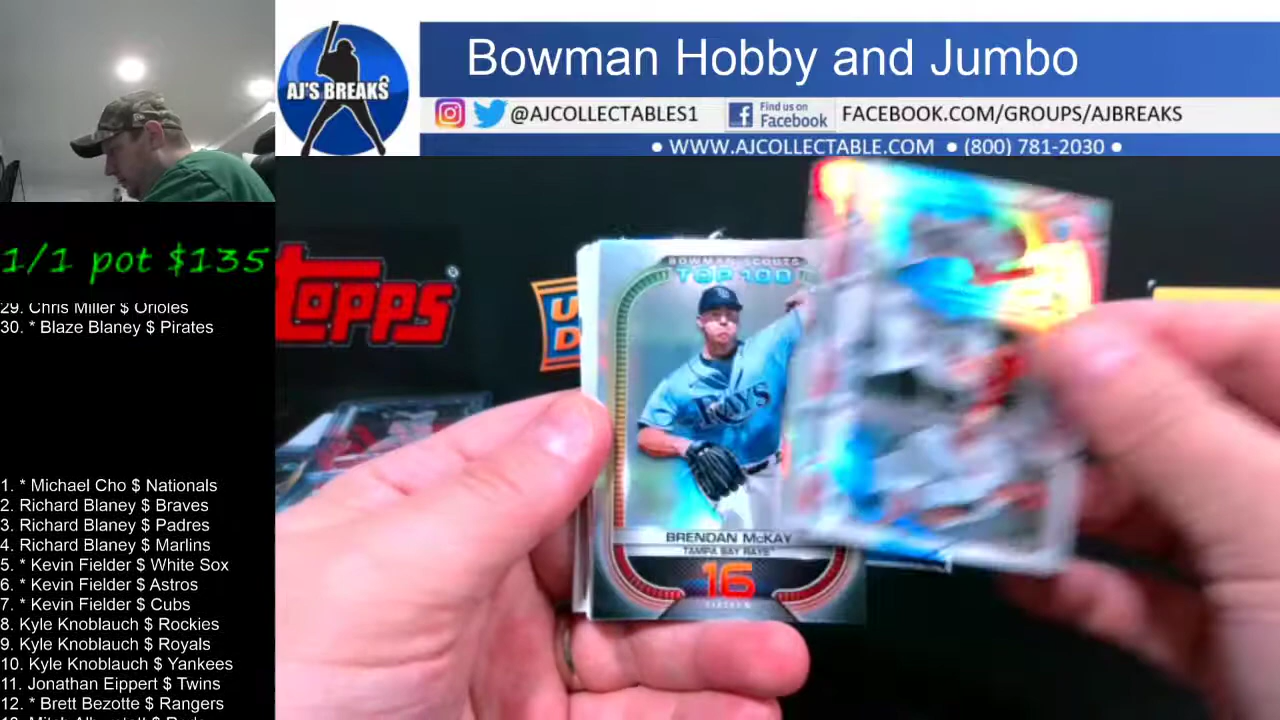 Bowman Hobby and Jumbo
AJ'S BREAKS
@AJCOLLECTABLES1
Find us on
Facebook
FACEBOOK.COM/GROUPS/AJBREAKS
• WWW.AJCOLLECTABLE.COM • (800) 781-2030 •
1/1 pot $135
29. Chris Miller $ Orioles
30. * Blaze Blaney $ Pirates
1. * Michael Cho $ Nationals
2. Richard Blaney $ Braves
3. Richard Blaney $ Padres
4. Richard Blaney $ Marlins
5. * Kevin Fielder $ White Sox
6. * Kevin Fielder $ Astros
7. * Kevin Fielder $ Cubs
8. Kyle Knoblauch $ Rockies
9. Kyle Knoblauch $ Royals
10. Kyle Knoblauch $ Yankees
11. Jonathan Eippert $ Twins
12. * Brett Bezotte $ Rangers
Topps
BOWMAN SCOUTS
TOP 100
RAYS
BRENDAN McKAY
TAMPA BAY RAYS
16